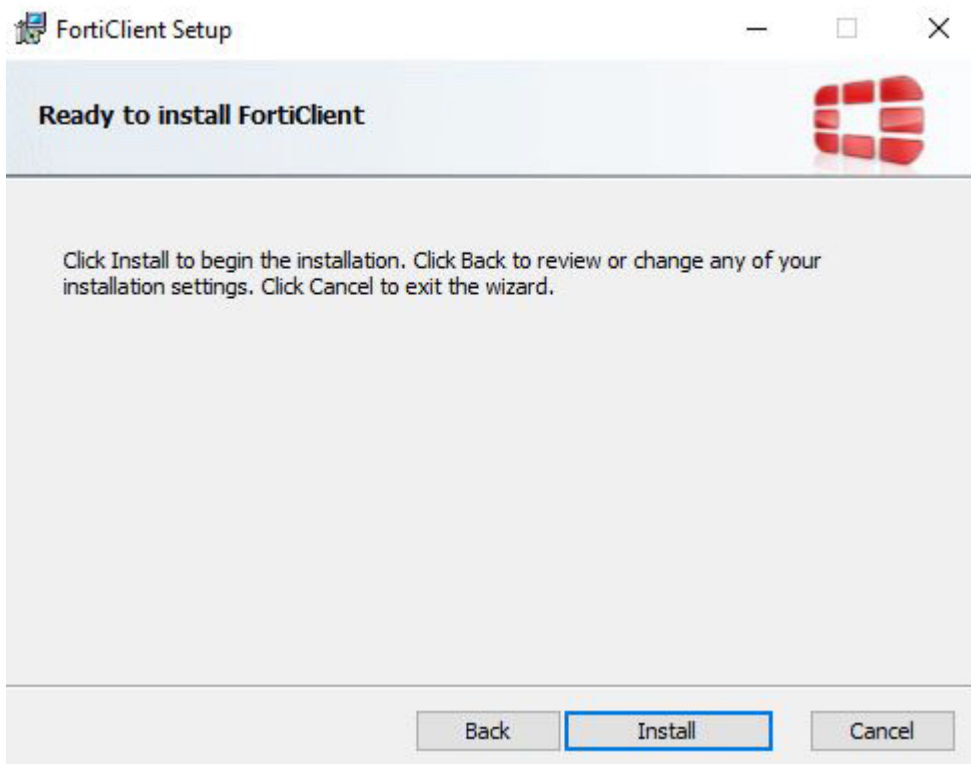 FortiClient Setup
Ready to install FortiClient
Click Install to begin the installation. Click Back to review or change any of your
installation settings. Click Cancel to exit the wizard.
Back
Install
Cancel